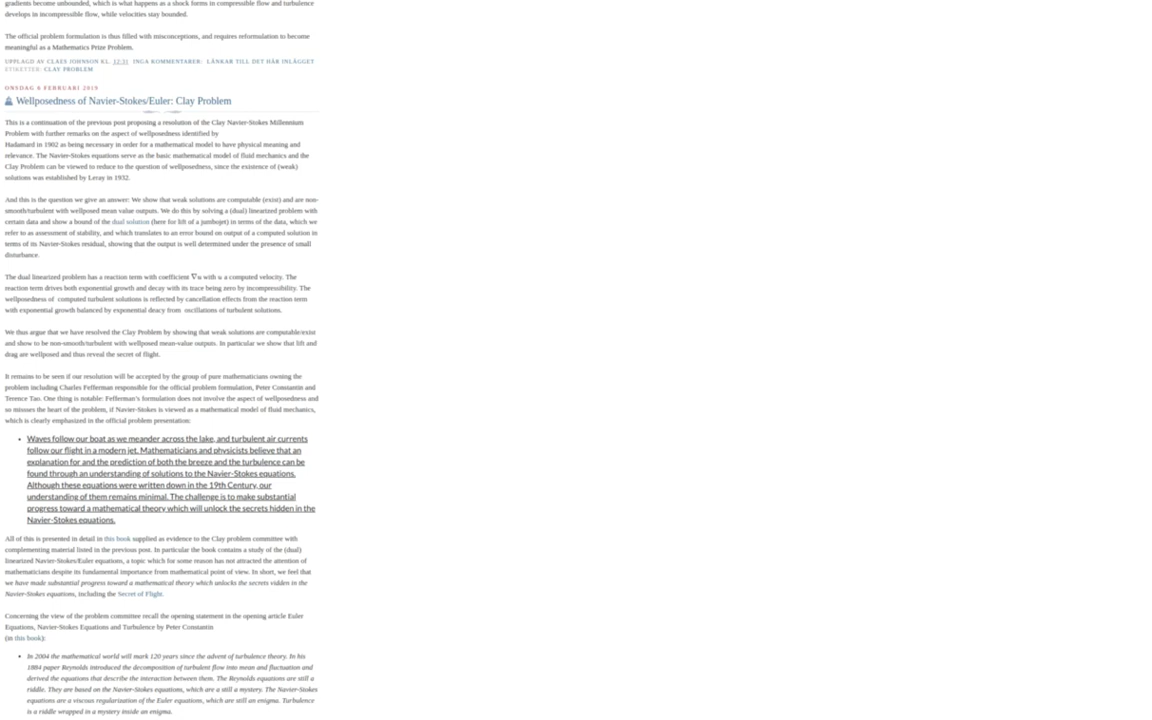 gradients become unbounded, which is what happens as a shock forms in compressible flow and turbulence
develops in incompressible flow, while velocities stay bounded.
The official problem formulation is thus filled with misconceptions, and requires reformulation to become
meaningful as a Mathematics Prize Problem.
UPPLAGD AV CLAES JOHNSON KL. 12:31 INGA KOMMENTARER: LÄNKAR TILL DET HÄR INLÄGGET
ETIKETTER: CLAY PROBLEM
ONSDAG 6 FEBRUARI 2019
Wellposedness of Navier-Stokes/Euler: Clay Problem
This is a continuation of the previous post proposing a resolution of the Clay Navier-Stokes Millennium
Problem with further remarks on the aspect of wellposedness identified by
Hadamard in 1902 as being necessary in order for a mathematical model to have physical meaning and
relevance. The Navier-Stokes equations serve as the basic mathematical model of fluid mechanics and the
Clay Problem can be viewed to reduce to the question of wellposedness, since the existence of (weak)
solutions was established by Leray in 1932.
And this is the question we give an answer: We show that weak solutions are computable (exist) and are non-
smooth/turbulent with wellposed mean value outputs. We do this by solving a (dual) linearized problem with
certain data and show a bound of the dual solution (here for lift of a jumbojet) in terms of the data, which we
refer to as assessment of stability, and which translates to an error bound on output of a computed solution in
terms of its Navier-Stokes residual, showing that the output is well determined under the presence of small
disturbance.
The dual linearized problem has a reaction term with coefficient ∇u with u a computed velocity. The
reaction term drives both exponential growth and decay with its trace being zero by incompressibility. The
wellposedness of computed turbulent solutions is reflected by cancellation effects from the reaction term
with exponential growth balanced by exponential deacy from oscillations of turbulent solutions.
We thus argue that we have resolved the Clay Problem by showing that weak solutions are computable/exist
and show to be non-smooth/turbulent with wellposed mean-value outputs. In particular we show that lift and
drag are wellposed and thus reveal the secret of flight.
It remains to be seen if our resolution will be accepted by the group of pure mathematicians owning the
problem including Charles Fefferman responsible for the official problem formulation, Peter Constantin and
Terence Tao. One thing is notable: Fefferman's formulation does not involve the aspect of wellposedness and
so misses the heart of the problem, if Navier-Stokes is viewed as a mathematical model of fluid mechanics,
which is clearly emphasized in the official problem presentation:
• Waves follow our boat as we meander across the lake, and turbulent air currents
follow our flight in a modern jet. Mathematicians and physicists believe that an
explanation for and the prediction of both the breeze and the turbulence can be
found through an understanding of solutions to the Navier-Stokes equations.
Although these equations were written down in the 19th Century, our
understanding of them remains minimal. The challenge is to make substantial
progress toward a mathematical theory which will unlock the secrets hidden in the
Navier-Stokes equations.
All of this is presented in detail in this book supplied as evidence to the Clay problem committee with
complementing material listed in the previous post. In particular the book contains a study of the (dual)
linearized Navier-Stokes/Euler equations, a topic which for some reason has not attracted the attention of
mathematicians despite its fundamental importance from mathematical point of view. In short, we feel that
we have made substantial progress toward a mathematical theory which unlocks the secrets vidden in the
Navier-Stokes equations, including the Secret of Flight.
Concerning the view of the problem committee recall the opening statement in the opening article Euler
Equations, Navier-Stokes Equations and Turbulence by Peter Constantin
(in this book):
• In 2004 the mathematical world will mark 120 years since the advent of turbulence theory. In his
1884 paper Reynolds introduced the decomposition of turbulent flow into mean and fluctuation and
derived the equations that describe the interaction between them. The Reynolds equations are still a
riddle. They are based on the Navier-Stokes equations, which are a still a mystery. The Navier-Stokes
equations are a viscous regularization of the Euler equations, which are still an enigma. Turbulence
is a riddle wrapped in a mystery inside an enigma.